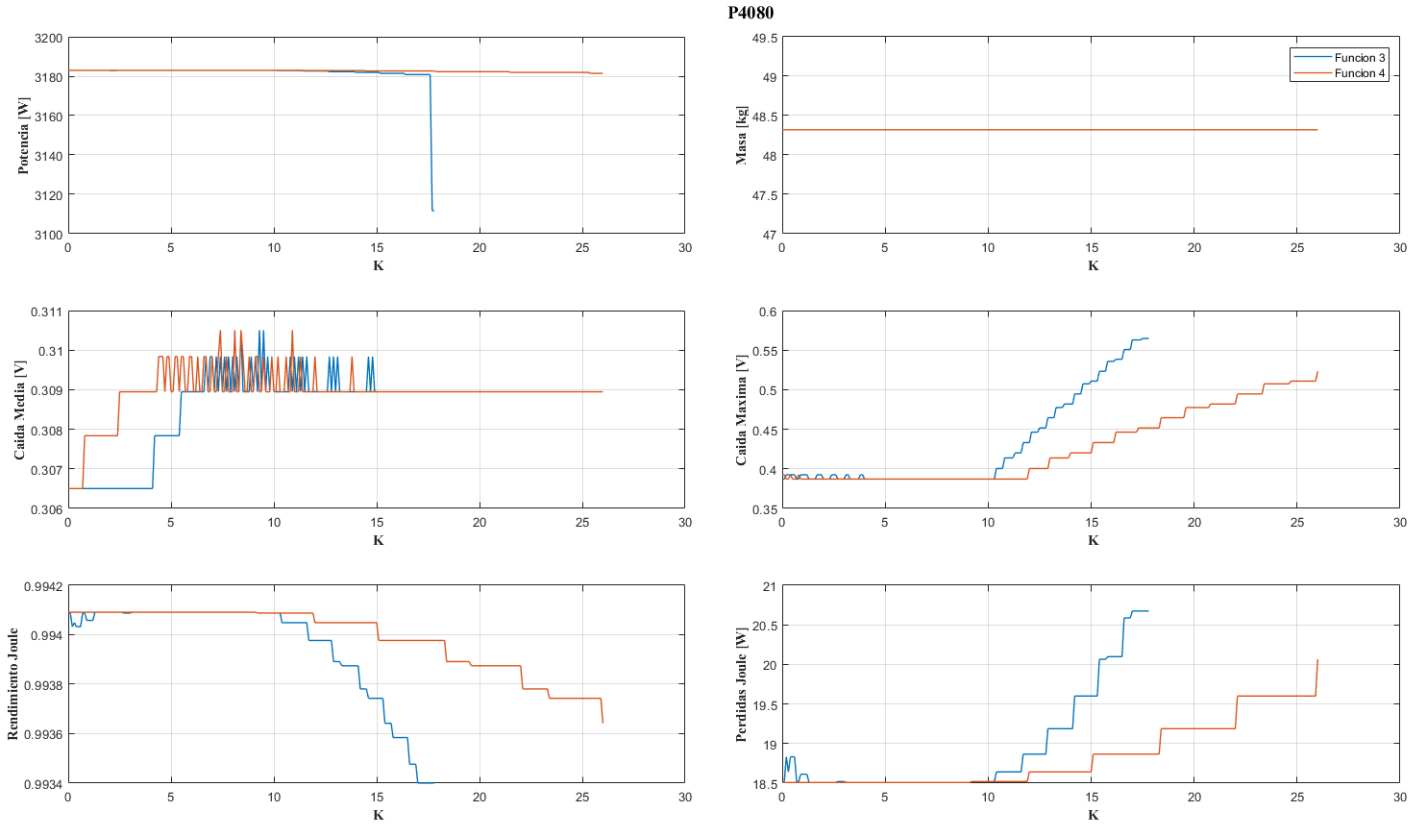 P4080
3200
3180
3160
3140
3120
3100
Potencia [W]
0 5 10 15 20 25 30
K
49.5
49
48.5
48
47.5
47
Masa [kg]
Funcion 3
Funcion 4
0 5 10 15 20 25 30
K
0.311
0.31
0.309
0.308
0.307
0.306
Caida Media [V]
0 5 10 15 20 25 30
K
0.6
0.55
0.5
0.45
0.4
0.35
Caida Maxima [V]
0 5 10 15 20 25 30
K
0.9942
0.994
0.9938
0.9936
0.9934
Rendimiento Joule
0 5 10 15 20 25 30
K
21
20.5
20
19.5
19
18.5
Perdidas Joule [W]
0 5 10 15 20 25 30
K